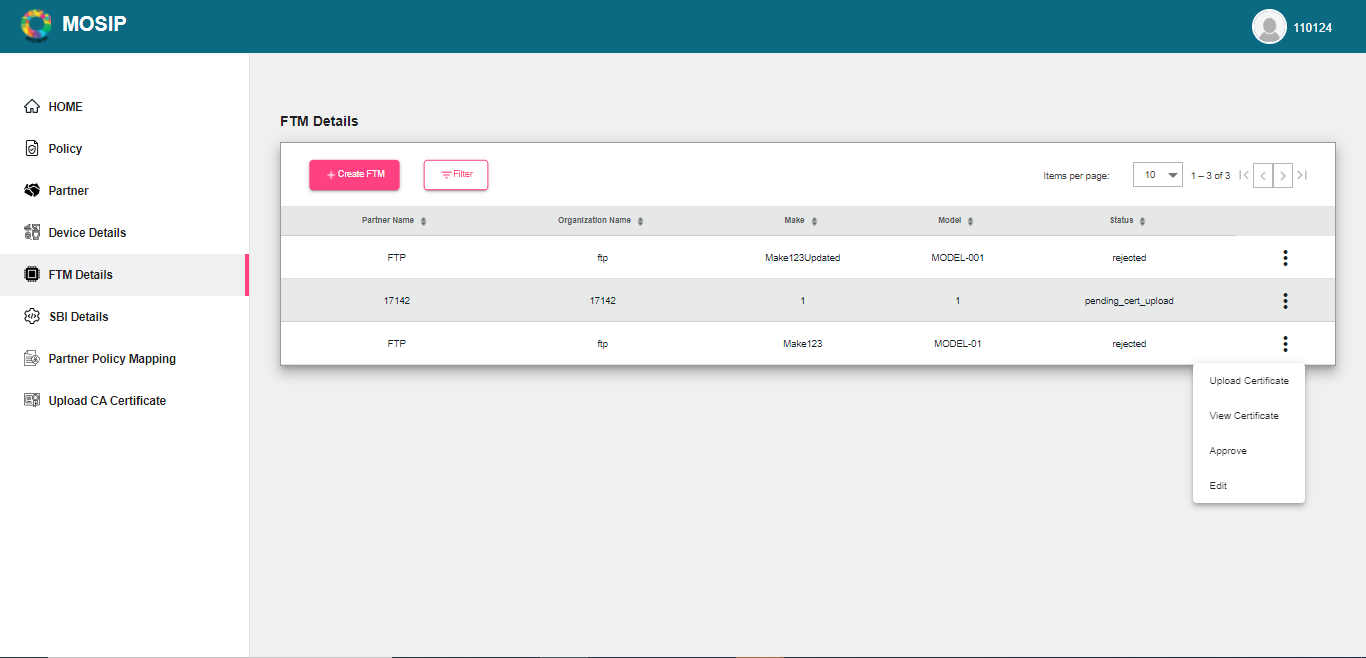 MOSIP
110124
HOME
Policy
Partner
Device Details
FTM Details
SBI Details
Partner Policy Mapping
Upload CA Certificate
FTM Details
+ Create FTM
Filter
Items per page: 10 1 – 3 of 3
Partner Name Organization Name Make Model Status
FTP ftp Make123Updated MODEL-001 rejected
17142 17142 1 1 pending_cert_upload
FTP ftp Make123 MODEL-01 rejected
Upload Certificate
View Certificate
Approve
Edit